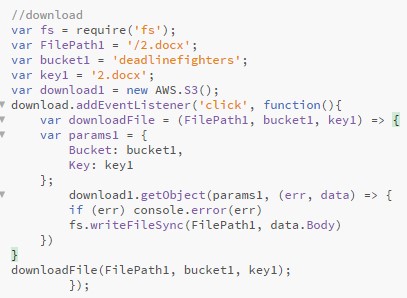 //download
var fs = require('fs');
var FilePath1 = '/2.docx';
var bucket1 = 'deadlinefighters';
var key1 = '2.docx';
var download1 = new AWS.S3();
download.addEventListener('click', function(){
    var downloadFile = (FilePath1, bucket1, key1) => {
    var params1 = {
        Bucket: bucket1,
        Key: key1
    };
        download1.getObject(params1, (err, data) => {
        if (err) console.error(err)
        fs.writeFileSync(FilePath1, data.Body)
    })
}
downloadFile(FilePath1, bucket1, key1);
        });